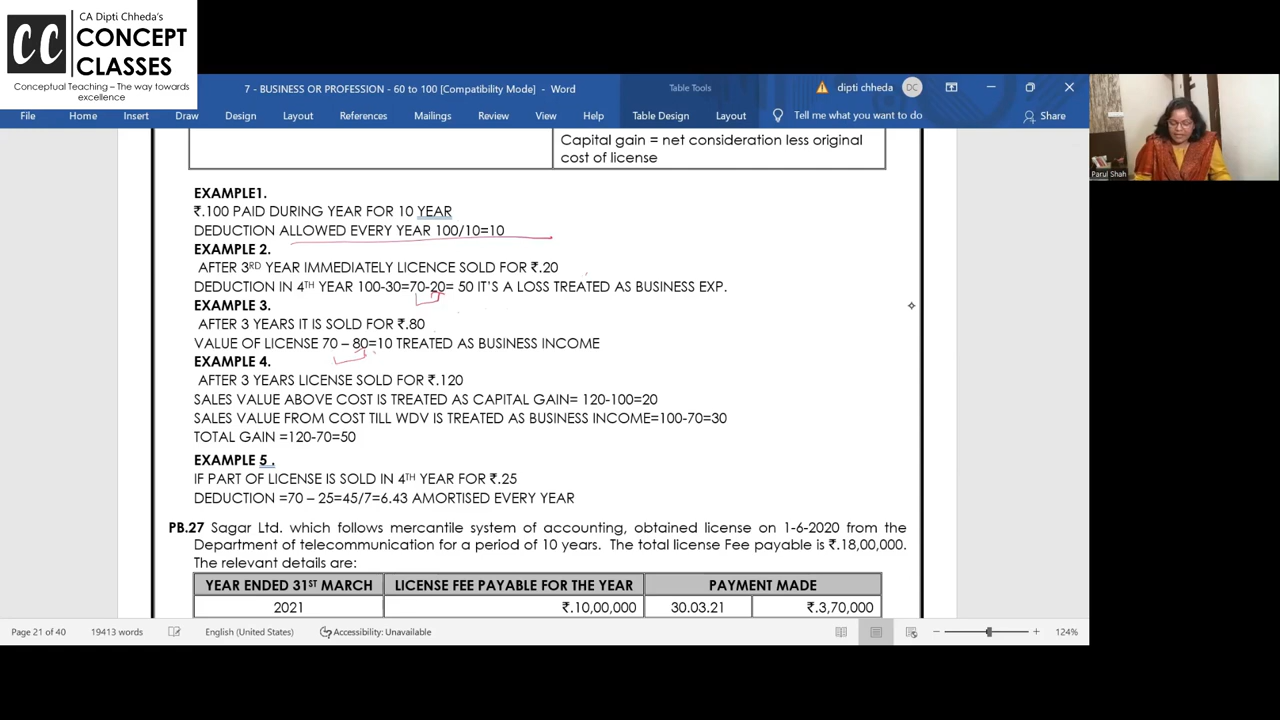 CA Dipti Chheda's
CC
CONCEPT
CLASSES
Conceptual Teaching – The way towards
excellence
7 - BUSINESS OR PROFESSION - 60 to 100 [Compatibility Mode] - Word
Table Tools
dipti chheda
DC
File Home Insert Draw Design Layout References Mailings Review View Help Table Design Layout Tell me what you want to do Share
Capital gain = net consideration less original
cost of license
Parul Shah
EXAMPLE1.
₹.100 PAID DURING YEAR FOR 10 YEAR
DEDUCTION ALLOWED EVERY YEAR 100/10=10
EXAMPLE 2.
AFTER 3RD YEAR IMMEDIATELY LICENCE SOLD FOR ₹.20
DEDUCTION IN 4TH YEAR 100-30=70-20= 50 IT'S A LOSS TREATED AS BUSINESS EXP.
EXAMPLE 3.
AFTER 3 YEARS IT IS SOLD FOR ₹.80
VALUE OF LICENSE 70 – 80=10 TREATED AS BUSINESS INCOME
EXAMPLE 4.
AFTER 3 YEARS LICENSE SOLD FOR ₹.120
SALES VALUE ABOVE COST IS TREATED AS CAPITAL GAIN= 120-100=20
SALES VALUE FROM COST TILL WDV IS TREATED AS BUSINESS INCOME=100-70=30
TOTAL GAIN =120-70=50
EXAMPLE 5 .
IF PART OF LICENSE IS SOLD IN 4TH YEAR FOR ₹.25
DEDUCTION =70 – 25=45/7=6.43 AMORTISED EVERY YEAR
PB.27 Sagar Ltd. which follows mercantile system of accounting, obtained license on 1-6-2020 from the
Department of telecommunication for a period of 10 years. The total license Fee payable is ₹.18,00,000.
The relevant details are:
YEAR ENDED 31ST MARCH LICENSE FEE PAYABLE FOR THE YEAR PAYMENT MADE
2021 ₹.10,00,000 30.03.21 ₹.3,70,000
Page 21 of 40 19413 words English (United States) Accessibility: Unavailable 124%